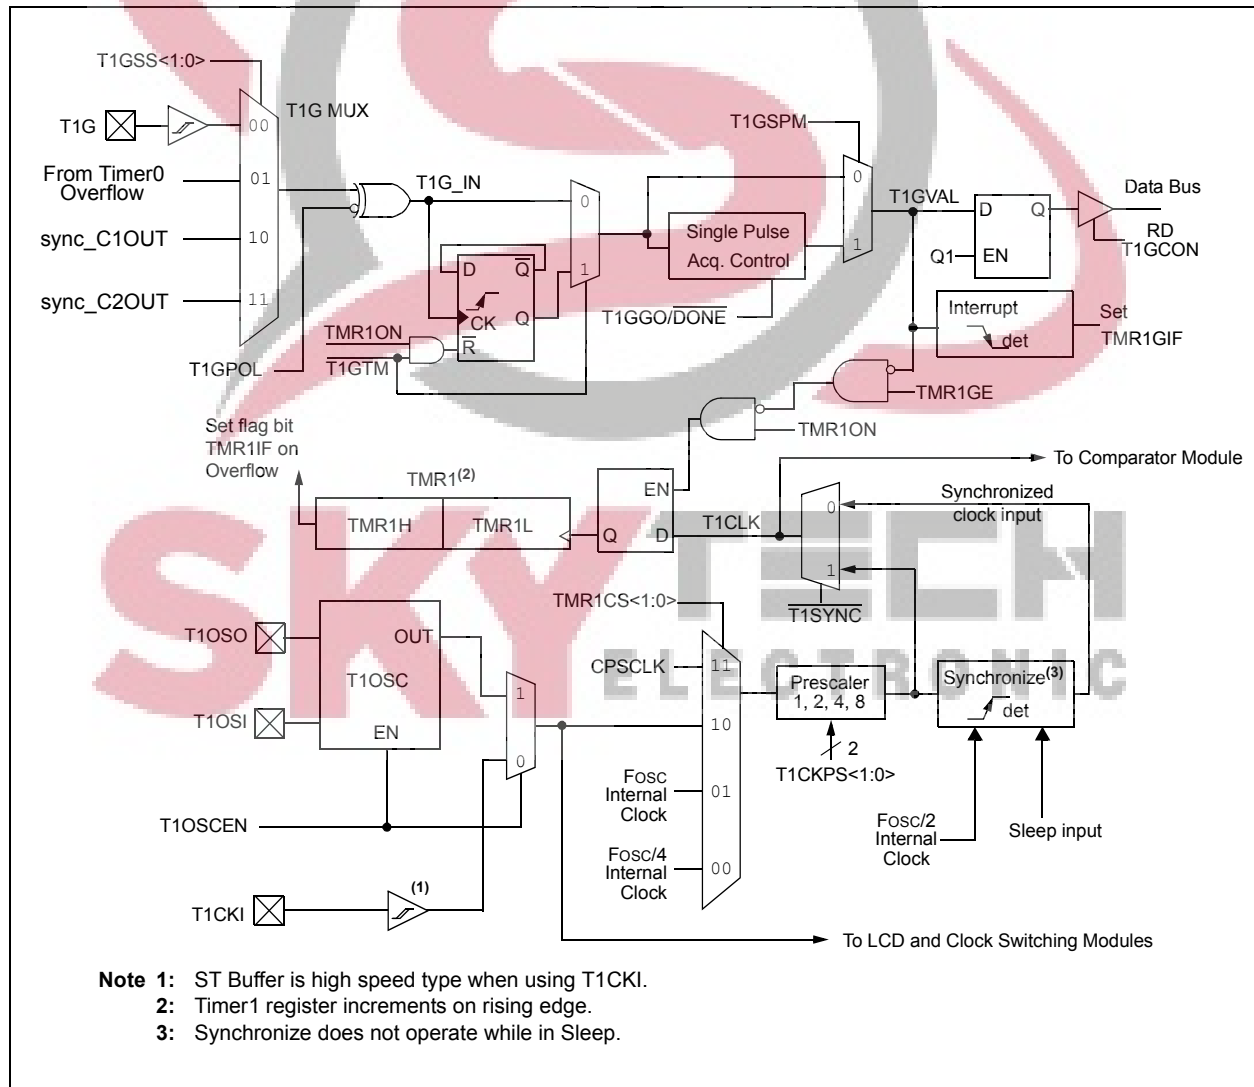 T1GSS<1:0>
T1G
00
T1G MUX
From Timer0
Overflow
01
sync_C1OUT
10
sync_C2OUT
11
T1GPOL
T1G_IN
0
1
D
Q
CK
Q
R
TMR1ON
T1GTM
Single Pulse
Acq. Control
T1GGO/DONE
T1GSPM
0
1
T1GVAL
D
Q
Q1
EN
Data Bus
RD
T1GCON
Interrupt
det
Set
TMR1GIF
TMR1GE
TMR1ON
Set flag bit
TMR1IF on
Overflow
TMR1(2)
TMR1H
TMR1L
EN
Q
D
T1CLK
To Comparator Module
0
1
Synchronized
clock input
T1SYNC
TMR1CS<1:0>
T1OSO
OUT
T1OSC
T1OSI
EN
1
0
T1OSCEN
T1CKI
(1)
CPSCLK
11
10
FOSC
Internal
Clock
01
FOSC/4
Internal
Clock
00
Prescaler
1, 2, 4, 8
2
T1CKPS<1:0>
Synchronize(3)
det
FOSC/2
Internal
Clock
Sleep input
To LCD and Clock Switching Modules
Note 1: ST Buffer is high speed type when using T1CKI.
2: Timer1 register increments on rising edge.
3: Synchronize does not operate while in Sleep.
SKY TECH
ELECTRONIC